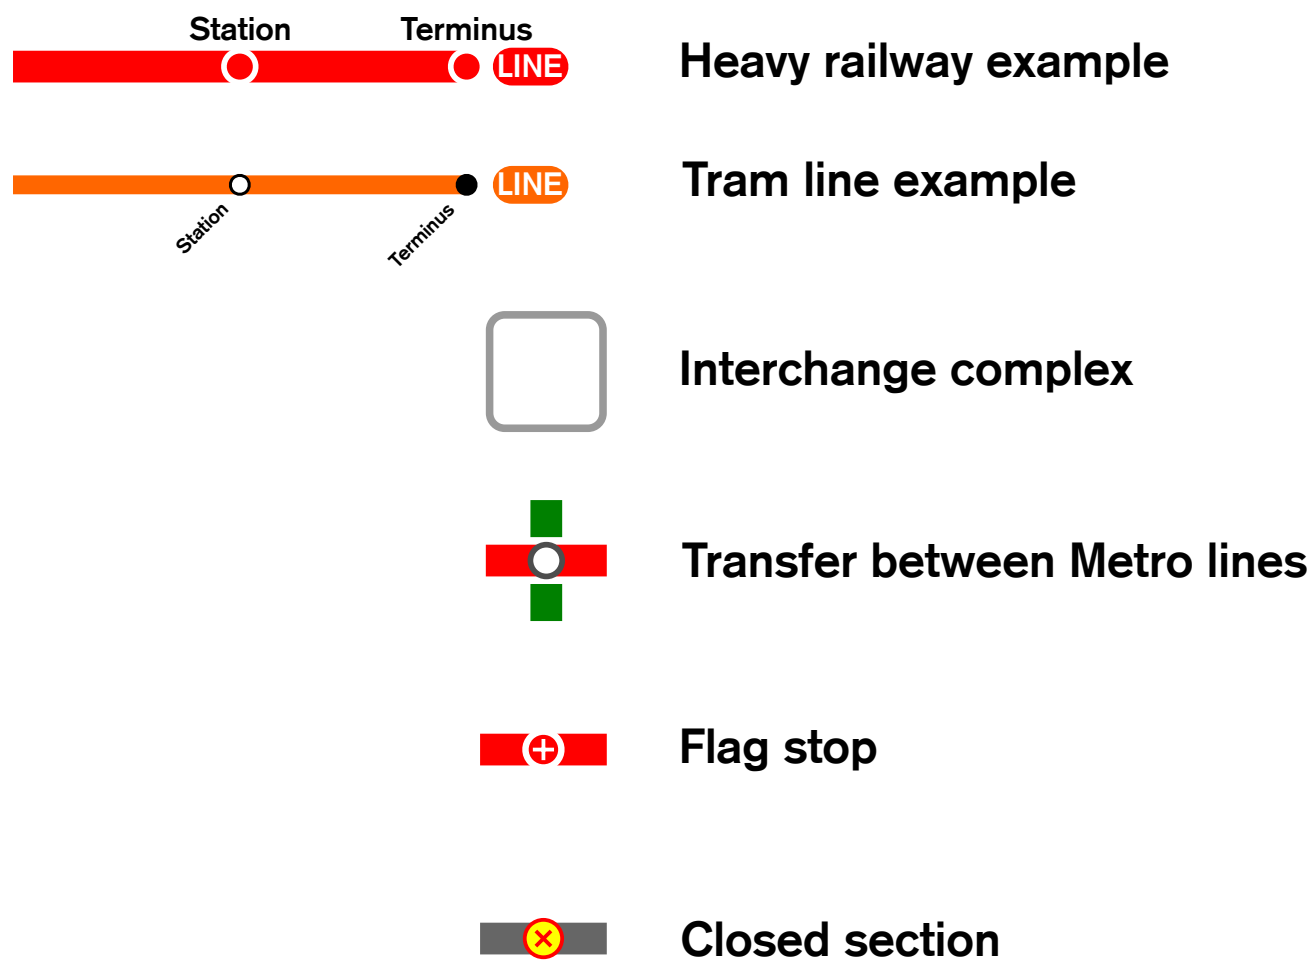 Station Terminus
LINE Heavy railway example
LINE Tram line example
Station Terminus
Interchange complex
Transfer between Metro lines
Flag stop
Closed section